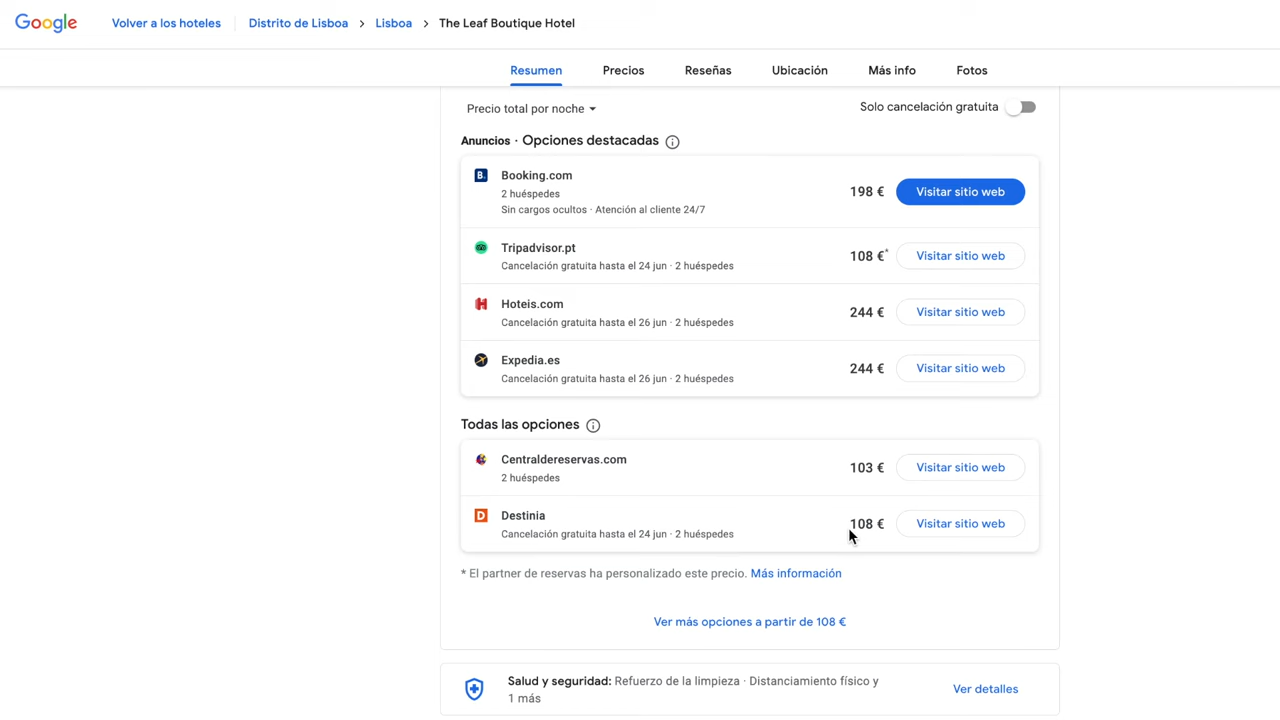 Google Volver a los hoteles Distrito de Lisboa > Lisboa > The Leaf Boutique Hotel
Resumen Precios Reseñas Ubicación Más info Fotos
Precio total por noche Solo cancelación gratuita
Anuncios · Opciones destacadas
B. Booking.com
2 huéspedes
198 € Visitar sitio web
Sin cargos ocultos · Atención al cliente 24/7
Tripadvisor.pt
108 €* Visitar sitio web
Cancelación gratuita hasta el 24 jun · 2 huéspedes
Hoteis.com
244 € Visitar sitio web
Cancelación gratuita hasta el 26 jun · 2 huéspedes
Expedia.es
244 € Visitar sitio web
Cancelación gratuita hasta el 26 jun · 2 huéspedes
Todas las opciones
Centraldereservas.com
103 € Visitar sitio web
2 huéspedes
D Destinia
108 € Visitar sitio web
Cancelación gratuita hasta el 24 jun · 2 huéspedes
* El partner de reservas ha personalizado este precio. Más información
Ver más opciones a partir de 108 €
Salud y seguridad: Refuerzo de la limpieza · Distanciamiento físico y
1 más
Ver detalles